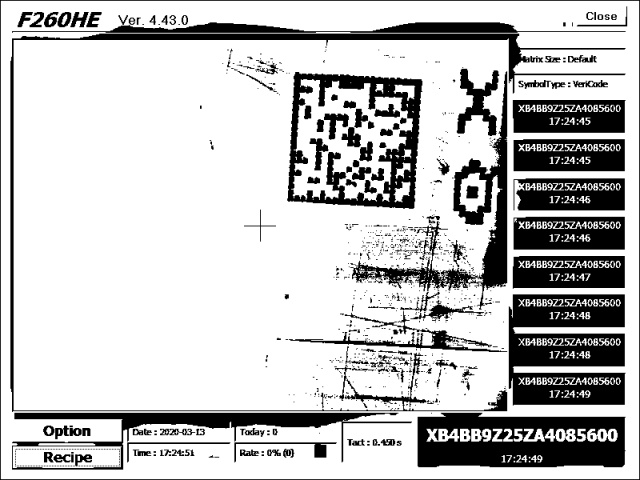 F260HE Ver. 4.43.0 Close
Matrix Size : Default
SymbolType : VeriCode
XB4BB9Z25ZA4085600
17:24:45
XB4BB9Z25ZA4085600
17:24:45
XB4BB9Z25ZA4085600
17:24:46
XB4BB9Z25ZA4085600
17:24:46
XB4BB9Z25ZA4085600
17:24:47
XB4BB9Z25ZA4085600
17:24:48
XB4BB9Z25ZA4085600
17:24:48
XB4BB9Z25ZA4085600
17:24:49
Option
Recipe
Date : 2020-03-13
Time : 17:24:51
Today : 0
Rate : 0% (0)
Tact : 0.450 s
XB4BB9Z25ZA4085600
17:24:49